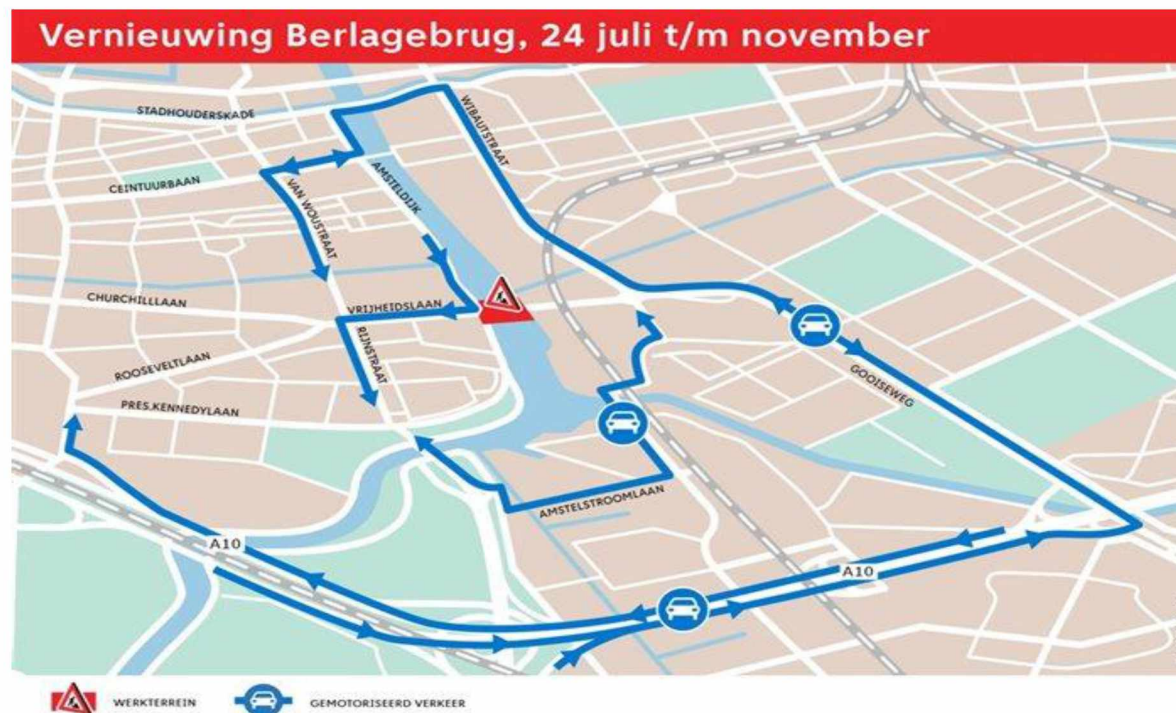 Vernieuwing Berlagebrug, 24 juli t/m november
STADHOUDERSKADE
WIBAUTSTRAAT
CEINTUURBAAN
VAN WOUSTRAAT
AMSTELDIJK
CHURCHILLLAAN
VRIJHEIDSLAAN
ROOSEVELTLAAN
RIJNSTRAAT
GOOISEWEG
PRES.KENNEDYLAAN
AMSTELSTROOMLAAN
A10
A10
WERKTERREIN
GEMOTORISEERD VERKEER